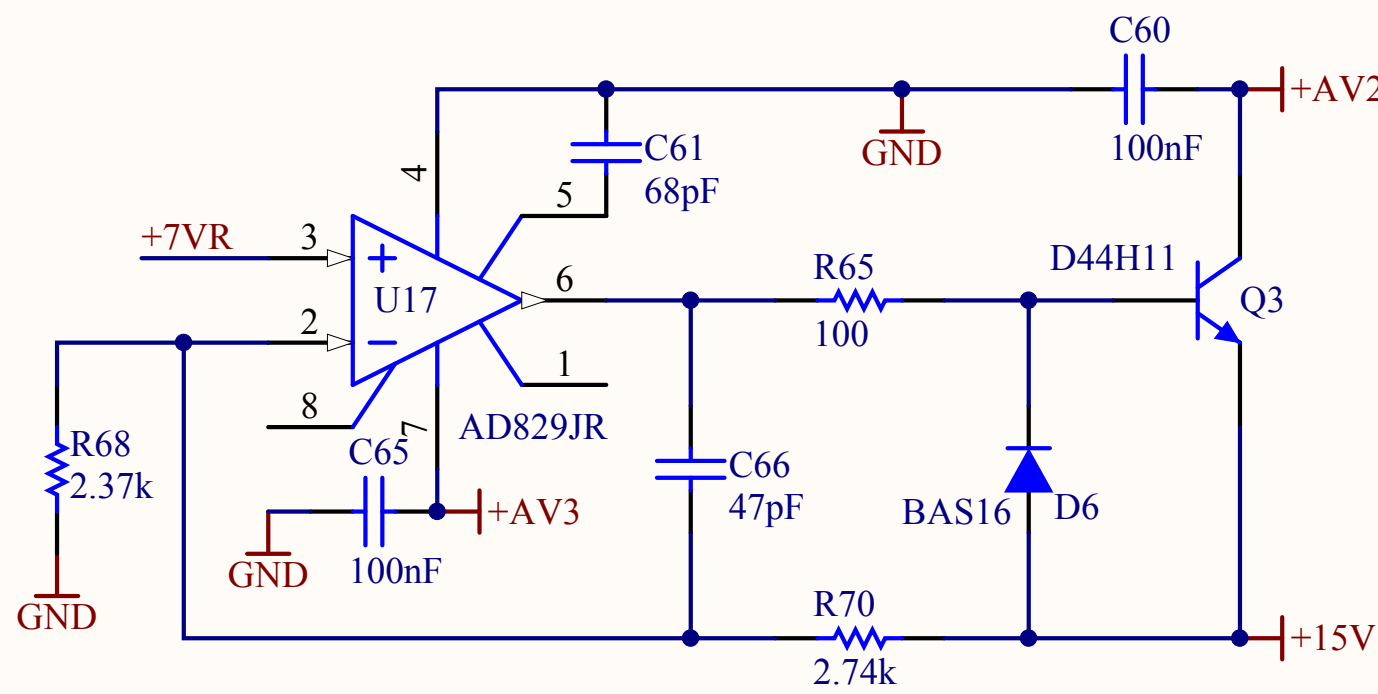 C60
+AV2
100nF
GND
C61
68pF
4
5
+7VR
3
+
U17
6
R65
100
D44H11
Q3
2
−
1
8
7
AD829JR
R68
2.37k
C65
+AV3
100nF
GND
GND
C66
47pF
BAS16
D6
R70
2.74k
+15V